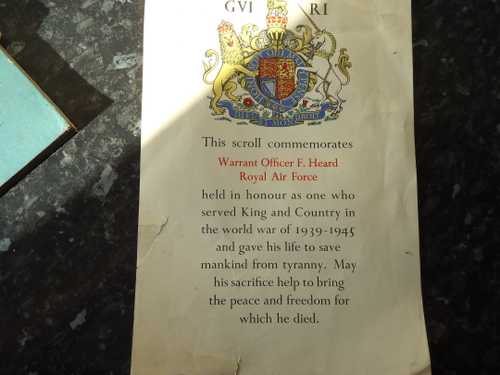 GVI RI
This scroll commemorates
Warrant Officer F. Heard
Royal Air Force
held in honour as one who
served King and Country in
the world war of 1939-1945
and gave his life to save
mankind from tyranny. May
his sacrifice help to bring
the peace and freedom for
which he died.